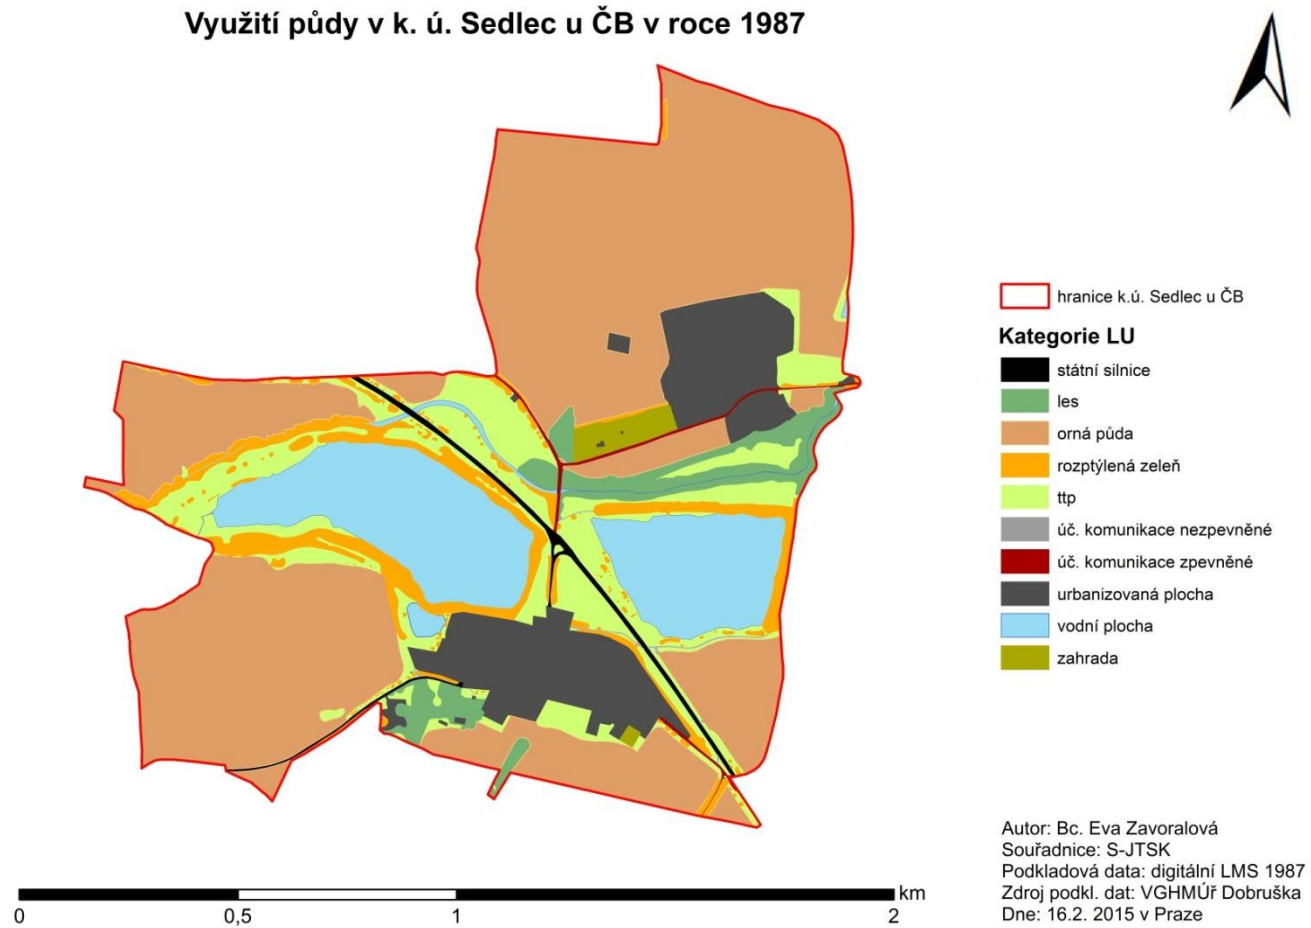 Využití půdy v k. ú. Sedlec u ČB v roce 1987
hranice k.ú. Sedlec u ČB
Kategorie LU
státní silnice
les
orná půda
rozptýlená zeleň
ttp
úč. komunikace nezpevněné
úč. komunikace zpevněné
urbanizovaná plocha
vodní plocha
zahrada
Autor: Bc. Eva Zavoralová
Souřadnice: S-JTSK
Podkladová data: digitální LMS 1987
Zdroj podkl. dat: VGHMÚř Dobruška
Dne: 16.2. 2015 v Praze
km
0 0,5 1 2